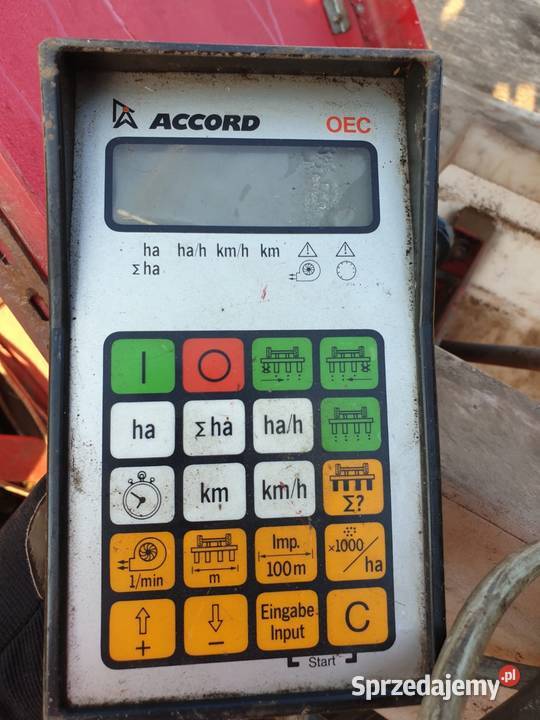 ACCORD OEC
ha ha/h km/h km
Σha
I O
ha Σha ha/h
km km/h Σ?
1/min m Imp. 100m x1000/ha
+ − Eingabe Input C
Start
Sprzedajemy.pl